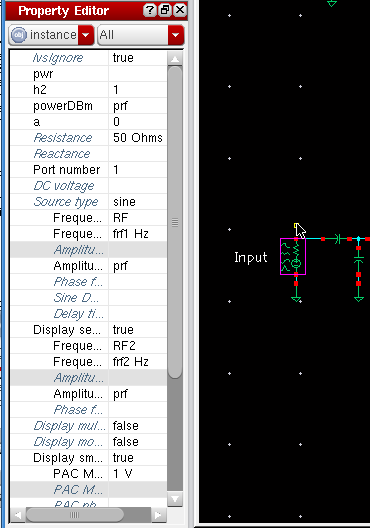 Property Editor
instance All
lvsIgnore true
pwr
h2 1
powerDBm prf
a 0
Resistance 50 Ohms
Reactance
Port number 1
DC voltage
Source type sine
Freque... RF
Freque... frf1 Hz
Amplitu...
Amplitu... prf
Phase f...
Sine D...
Delay ti...
Display se... true
Freque... RF2
Freque... frf2 Hz
Amplitu...
Amplitu... prf
Phase f...
Display mul... false
Display mo... false
Display sm... true
PAC M... 1 V
PAC M...
PAC ph...
Input